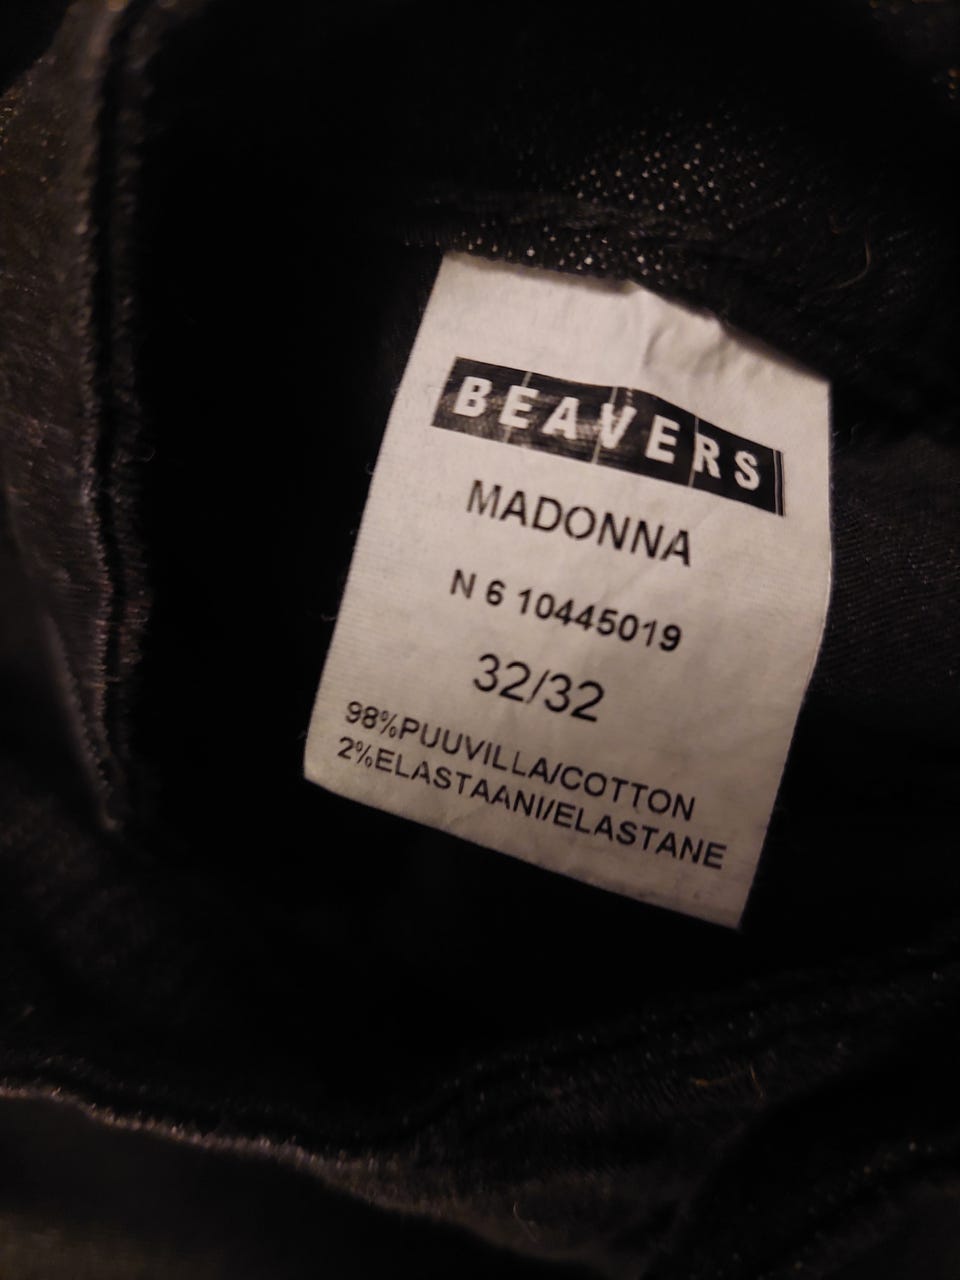 BEAVERS
MADONNA
N 6 10445019
32/32
98%PUUVILLA/COTTON
2%ELASTAANI/ELASTANE